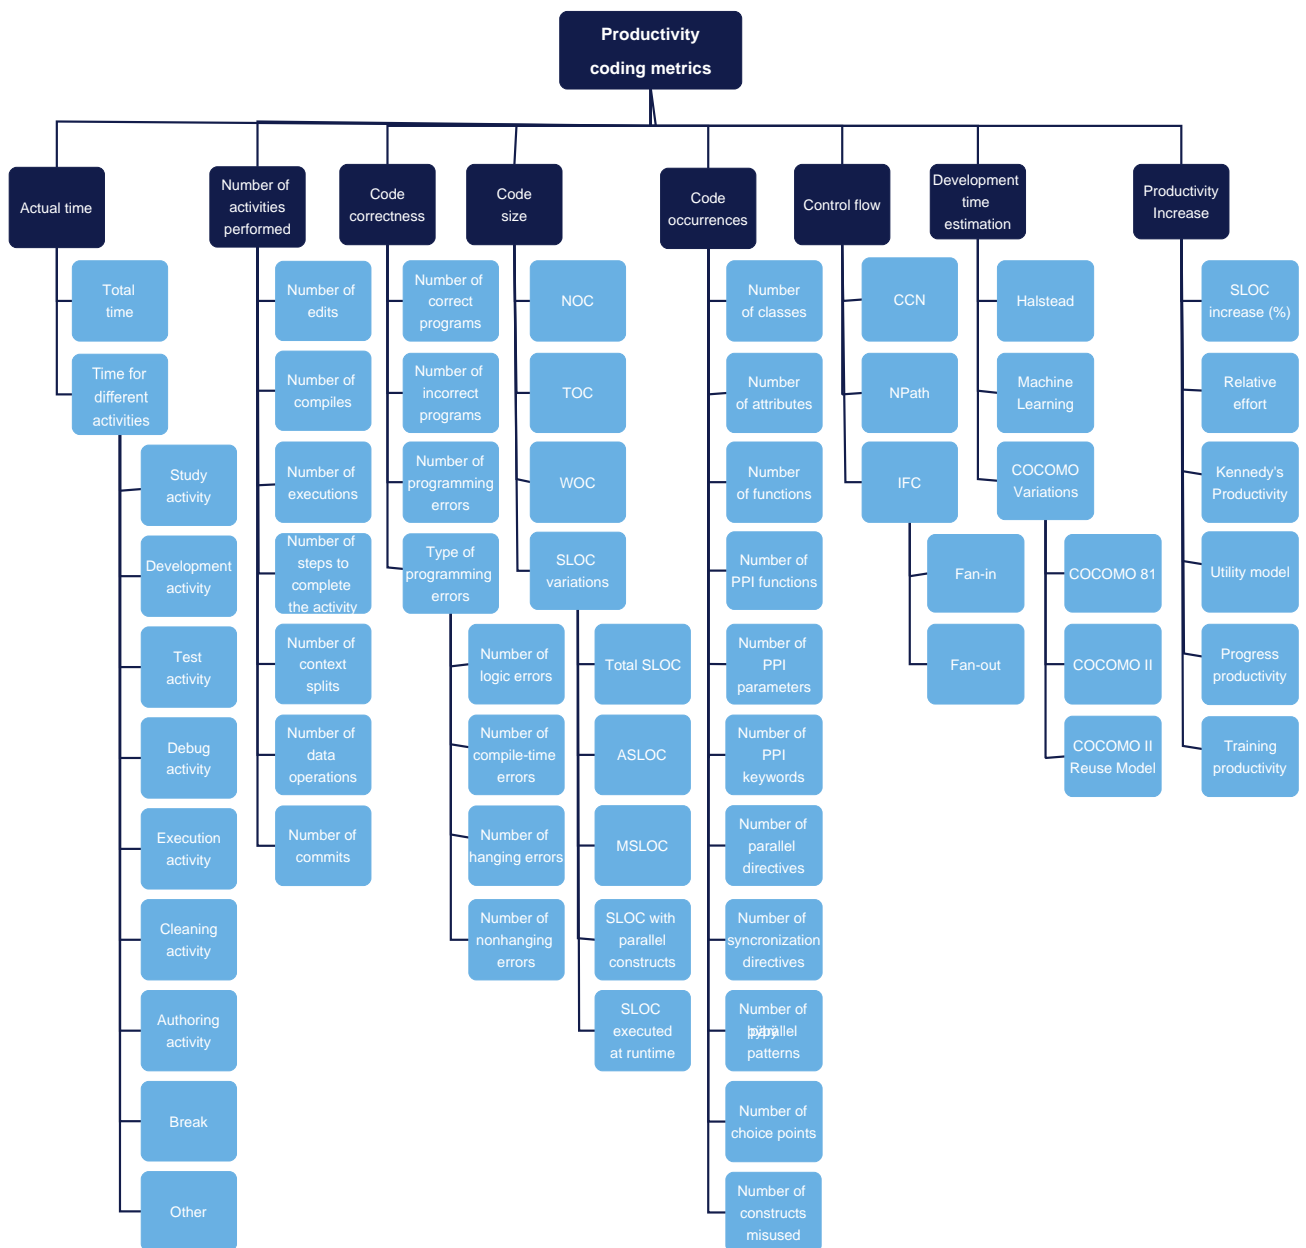 Productivity
coding metrics
Actual time
Total
time
Time for
different
activities
Study
activity
Development
activity
Test
activity
Debug
activity
Execution
activity
Cleaning
activity
Authoring
activity
Break
Other
Number of
activities
performed
Number of
edits
Number of
compiles
Number of
executions
Number of
steps to
complete
the activity
Number of
context
splits
Number of
data
operations
Number of
commits
Code
correctness
Number of
correct
programs
Number of
incorrect
programs
Number of
programming
errors
Type of
programming
errors
Number of
logic errors
Number of
compile-time
errors
Number of
hanging errors
Number of
nonhanging
errors
Code
size
NOC
TOC
WOC
SLOC
variations
Total SLOC
ASLOC
MSLOC
SLOC with
parallel
constructs
SLOC
executed
at runtime
Code
occurrences
Number
of classes
Number
of attributes
Number
of functions
Number of
PPI functions
Number of
PPI
parameters
Number of
PPI
keywords
Number of
parallel
directives
Number of
syncronization
directives
Number of
parallel
patterns
Number of
choice points
Number of
constructs
misused
Control flow
CCN
NPath
IFC
Fan-in
Fan-out
Development
time
estimation
Halstead
Machine
Learning
COCOMO
Variations
COCOMO 81
COCOMO II
COCOMO II
Reuse Model
Productivity
Increase
SLOC
increase (%)
Relative
effort
Kennedy's
Productivity
Utility model
Progress
productivity
Training
productivity